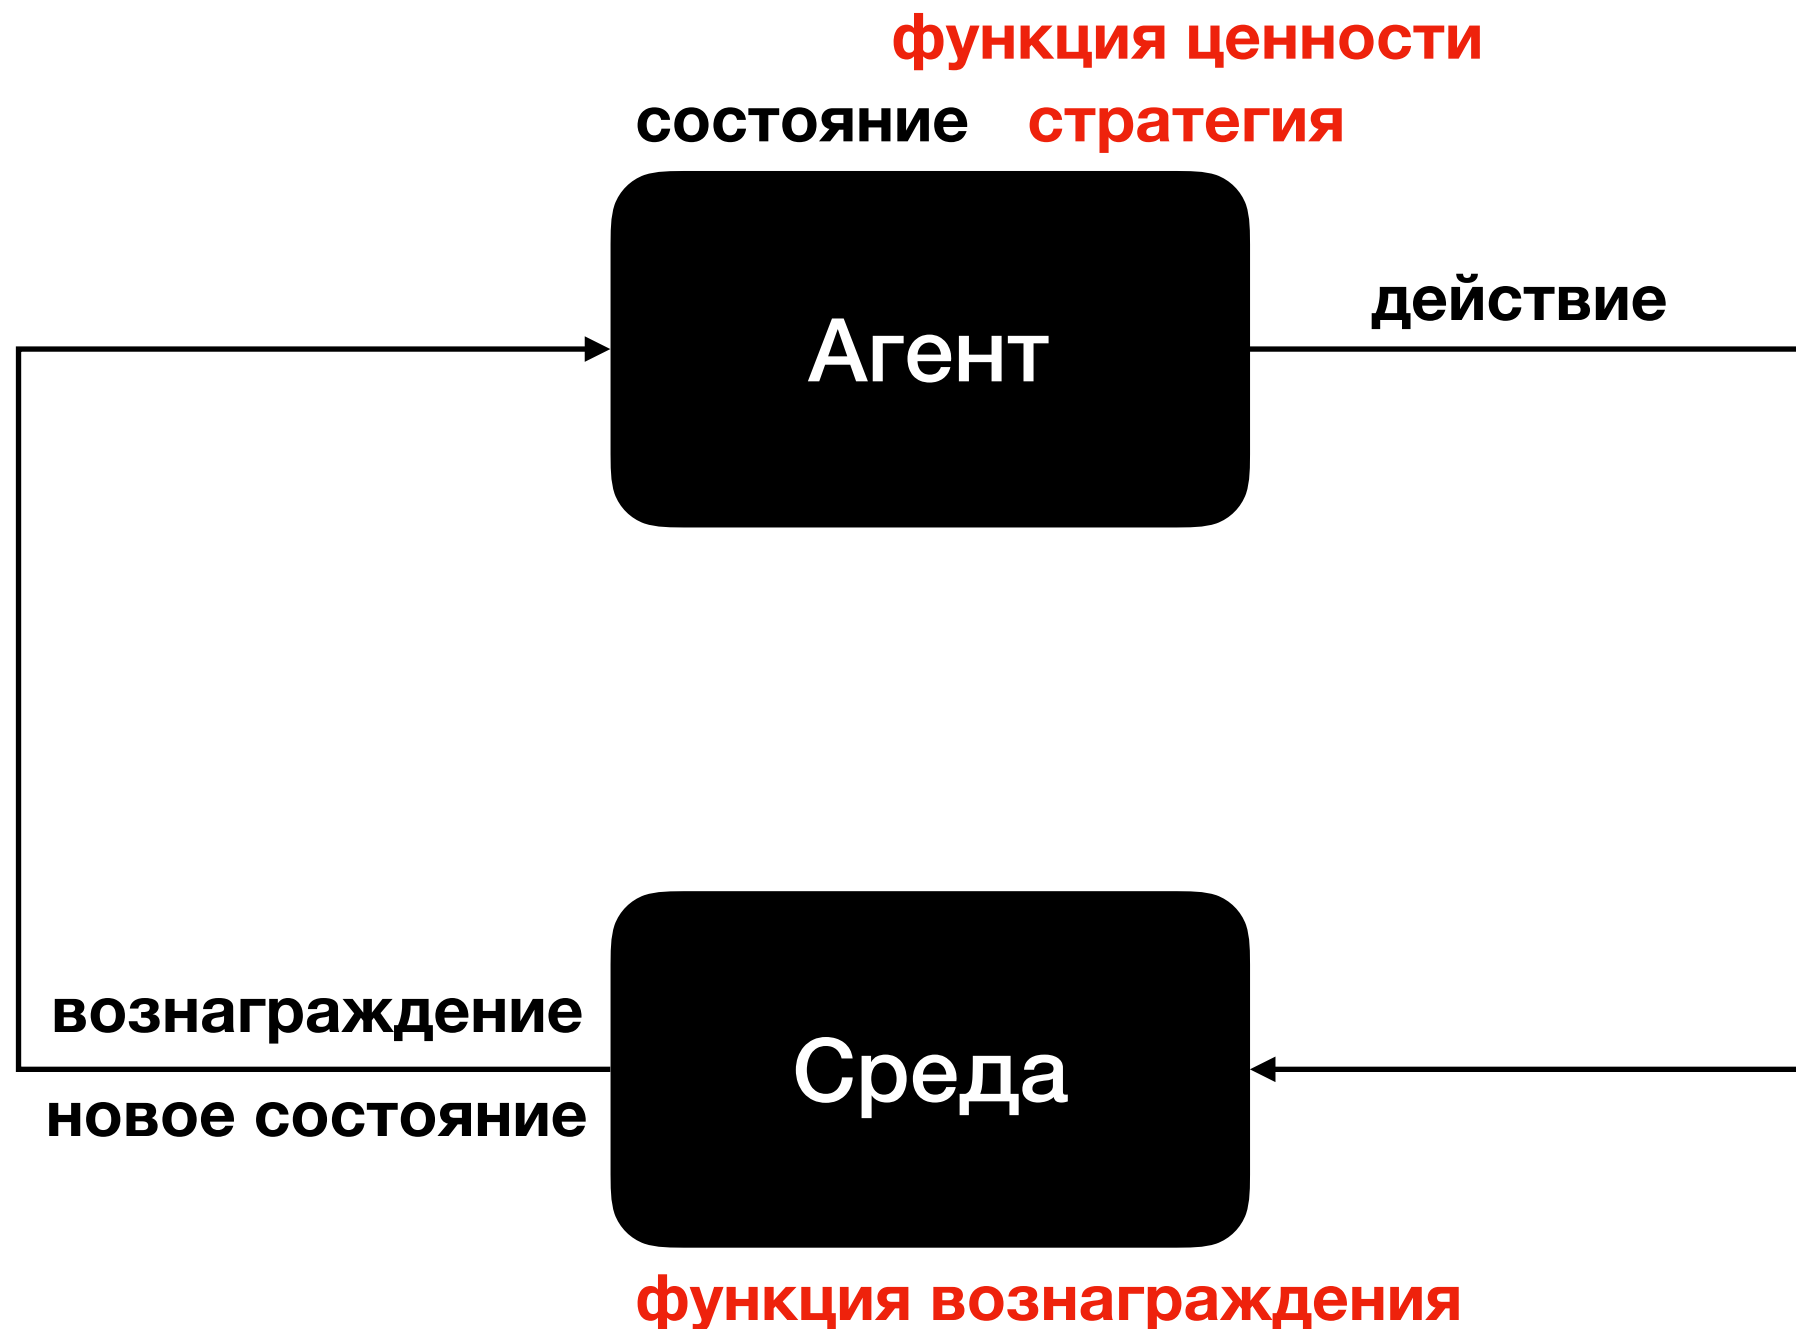 функция ценности
состояние стратегия
действие
Агент
вознаграждение
Среда
новое состояние
функция вознаграждения